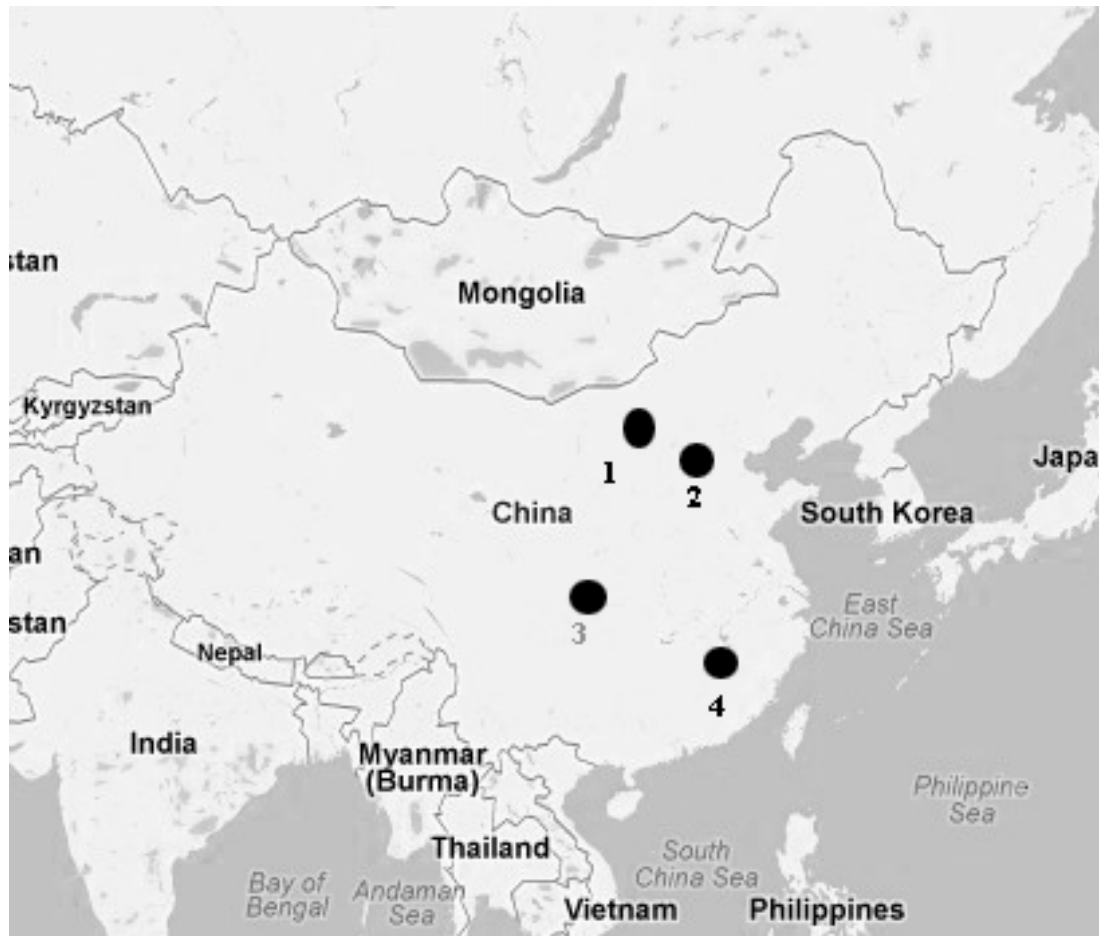 stan
Mongolia
Kyrgyzstan
1
2
Japa
China
South Korea
an
stan
3
East
China Sea
Nepal
4
India
Myanmar
(Burma)
Philippine
Sea
Thailand
South
China Sea
Bay of
Bengal
Andaman
Sea
Vietnam
Philippines